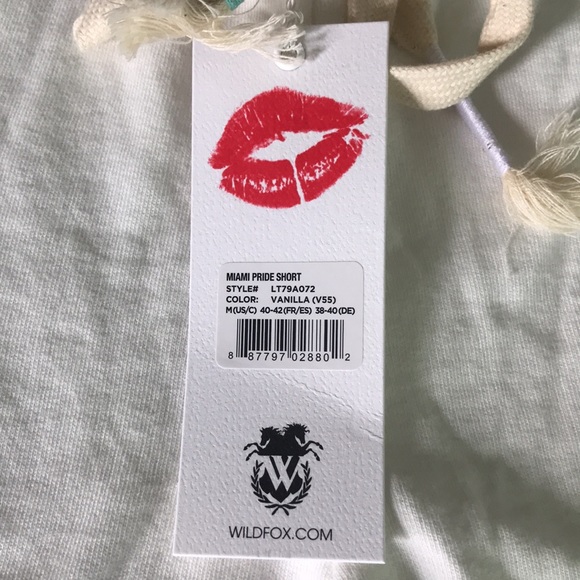 MIAMI PRIDE SHORT
STYLE# LT79A072
COLOR: VANILLA (V55)
M(US/C) 40-42(FR/ES) 38-40(DE)
8 87797 02880 2
W
WILDFOX.COM